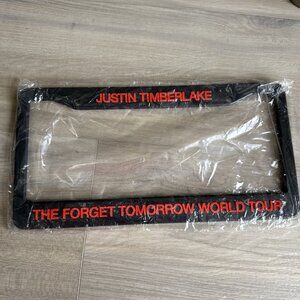 JUSTIN TIMBERLAKE
THE FORGET TOMORROW WORLD TOUR